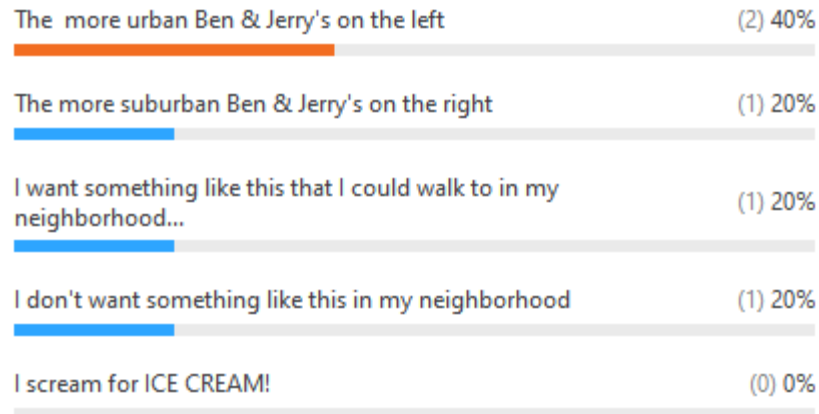 The  more urban Ben & Jerry's on the left (2) 40%
The more suburban Ben & Jerry's on the right (1) 20%
I want something like this that I could walk to in my
neighborhood... (1) 20%
I don't want something like this in my neighborhood (1) 20%
I scream for ICE CREAM! (0) 0%